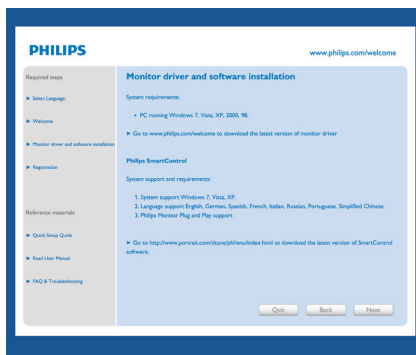 PHILIPS
www.philips.com/welcome
Required steps
► Select Language
► Welcome
► Monitor driver and software installation
► Registration
Reference materials
► Quick Setup Guide
► Read User Manual
► FAQ & Troubleshooting
Monitor driver and software installation
System requirements:
• PC running Windows 7, Vista, XP, 2000, 98.
► Go to www.philips.com/welcome to download the latest version of monitor driver
Philips SmartControl
System support and requirements:
1. System support Windows 7, Vista, XP.
2. Language support English, German, Spanish, French, Italian, Russian, Portuguese, Simplified Chinese
3. Philips Monitor Plug and Play support
► Go to http://www.portrait.com/dtune/phl/enu/index.html to download the latest version of SmartControl
software.
Quit
Back
Next